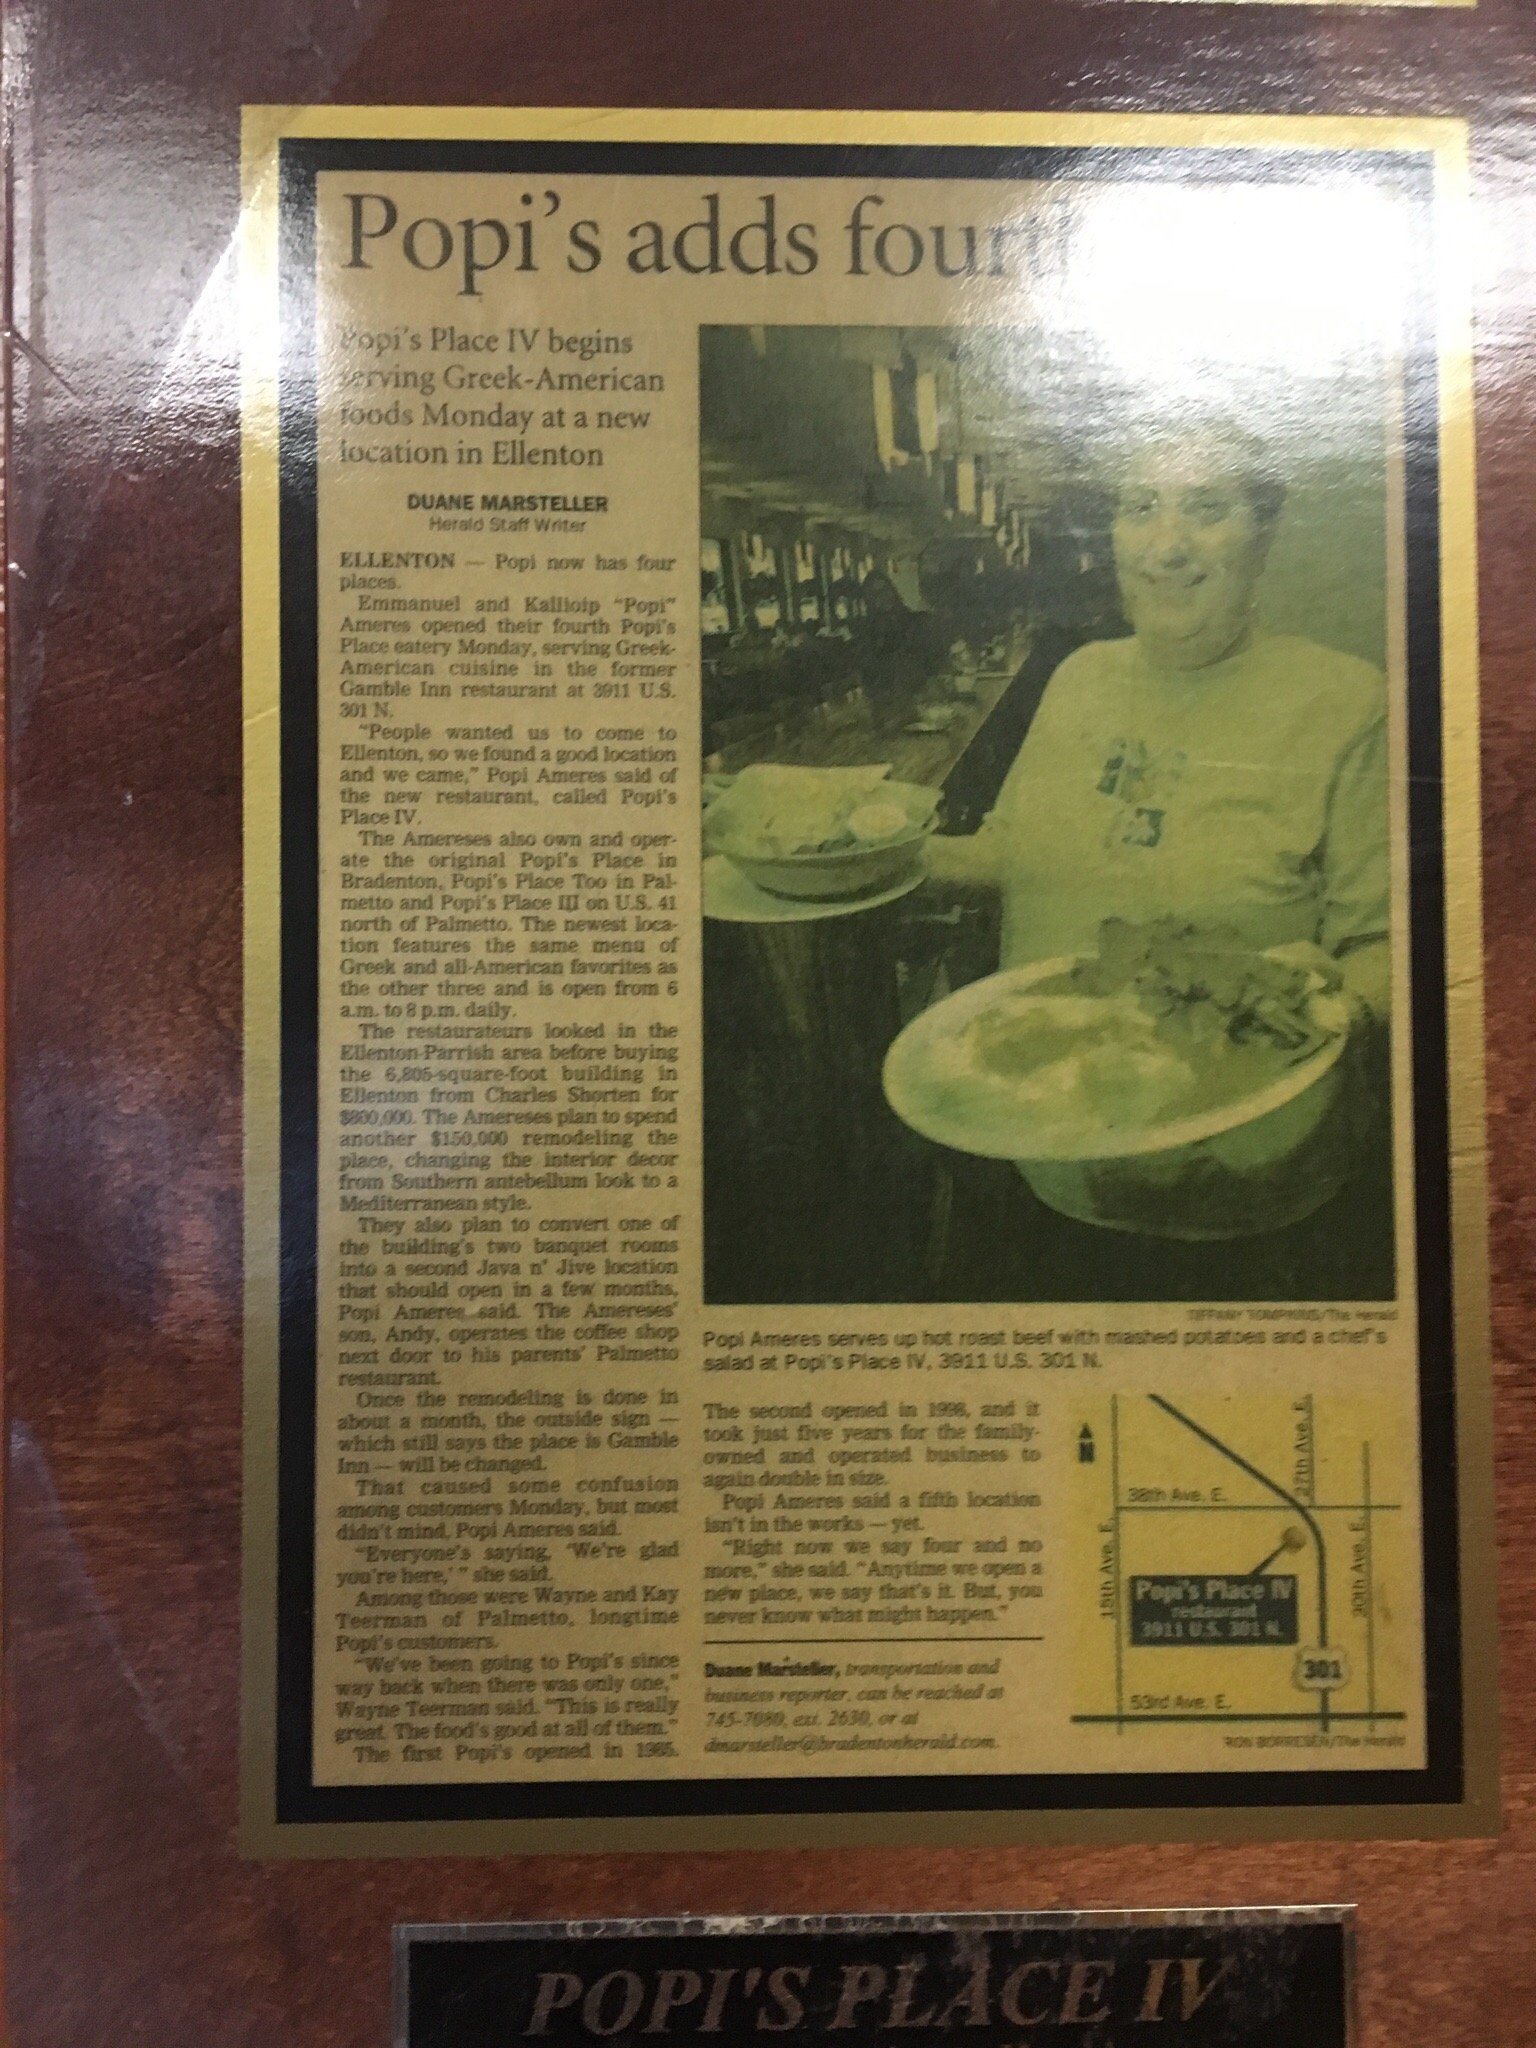 Popi's adds fourth
Popi's Place IV begins
serving Greek-American
foods Monday at a new
location in Ellenton
DUANE MARSTELLER
Herald Staff Writer
ELLENTON — Popi now has four
places.
Emmanuel and Kallioip "Popi"
Ameres opened their fourth Popi's
Place eatery Monday, serving Greek-
American cuisine in the former
Gamble Inn restaurant at 3911 U.S.
301 N.
"People wanted us to come to
Ellenton, so we found a good location
and we came," Popi Ameres said of
the new restaurant, called Popi's
Place IV.
The Amereses also own and oper-
ate the original Popi's Place in
Bradenton, Popi's Place Too in Pal-
metto and Popi's Place III on U.S. 41
north of Palmetto. The newest loca-
tion features the same menu of
Greek and all-American favorites as
the other three and is open from 6
a.m. to 8 p.m. daily.
The restaurateurs looked in the
Ellenton-Parrish area before buying
the 6,805-square-foot building in
Ellenton from Charles Shorten for
$800,000. The Amereses plan to spend
another $150,000 remodeling the
place, changing the interior decor
from Southern antebellum look to a
Mediterranean style.
They also plan to convert one of
the building's two banquet rooms
into a second Java n' Jive location
that should open in a few months,
Popi Ameres said. The Amereses'
son, Andy, operates the coffee shop
next door to his parents' Palmetto
restaurant.
Once the remodeling is done in
about a month, the outside sign —
which still says the place is Gamble
Inn — will be changed.
That caused some confusion
among customers Monday, but most
didn't mind, Popi Ameres said.
"Everyone's saying, 'We're glad
you're here,' " she said.
Among those were Wayne and Kay
Teerman of Palmetto, longtime
Popi's customers.
"We've been going to Popi's since
way back when there was only one,"
Wayne Teerman said. "This is really
great. The food's good at all of them."
The first Popi's opened in 1985.
TIFFANY TOMPKINS/The Herald
Popi Ameres serves up hot roast beef with mashed potatoes and a chef's
salad at Popi's Place IV, 3911 U.S. 301 N.
The second opened in 1998, and it
took just five years for the family-
owned and operated business to
again double in size.
Popi Ameres said a fifth location
isn't in the works — yet.
"Right now we say four and no
more," she said. "Anytime we open a
new place, we say that's it. But, you
never know what might happen."
Duane Marsteller, transportation and
business reporter, can be reached at
745-7080, ext. 2630, or at
dmarsteller@bradentonherald.com.
N
27th Ave. E.
38th Ave. E.
18th Ave. E.
30th Ave. E.
Popi's Place IV
restaurant
3911 U.S. 301 N.
301
53rd Ave. E.
RON BORRESEN/The Herald
POPI'S PLACE IV